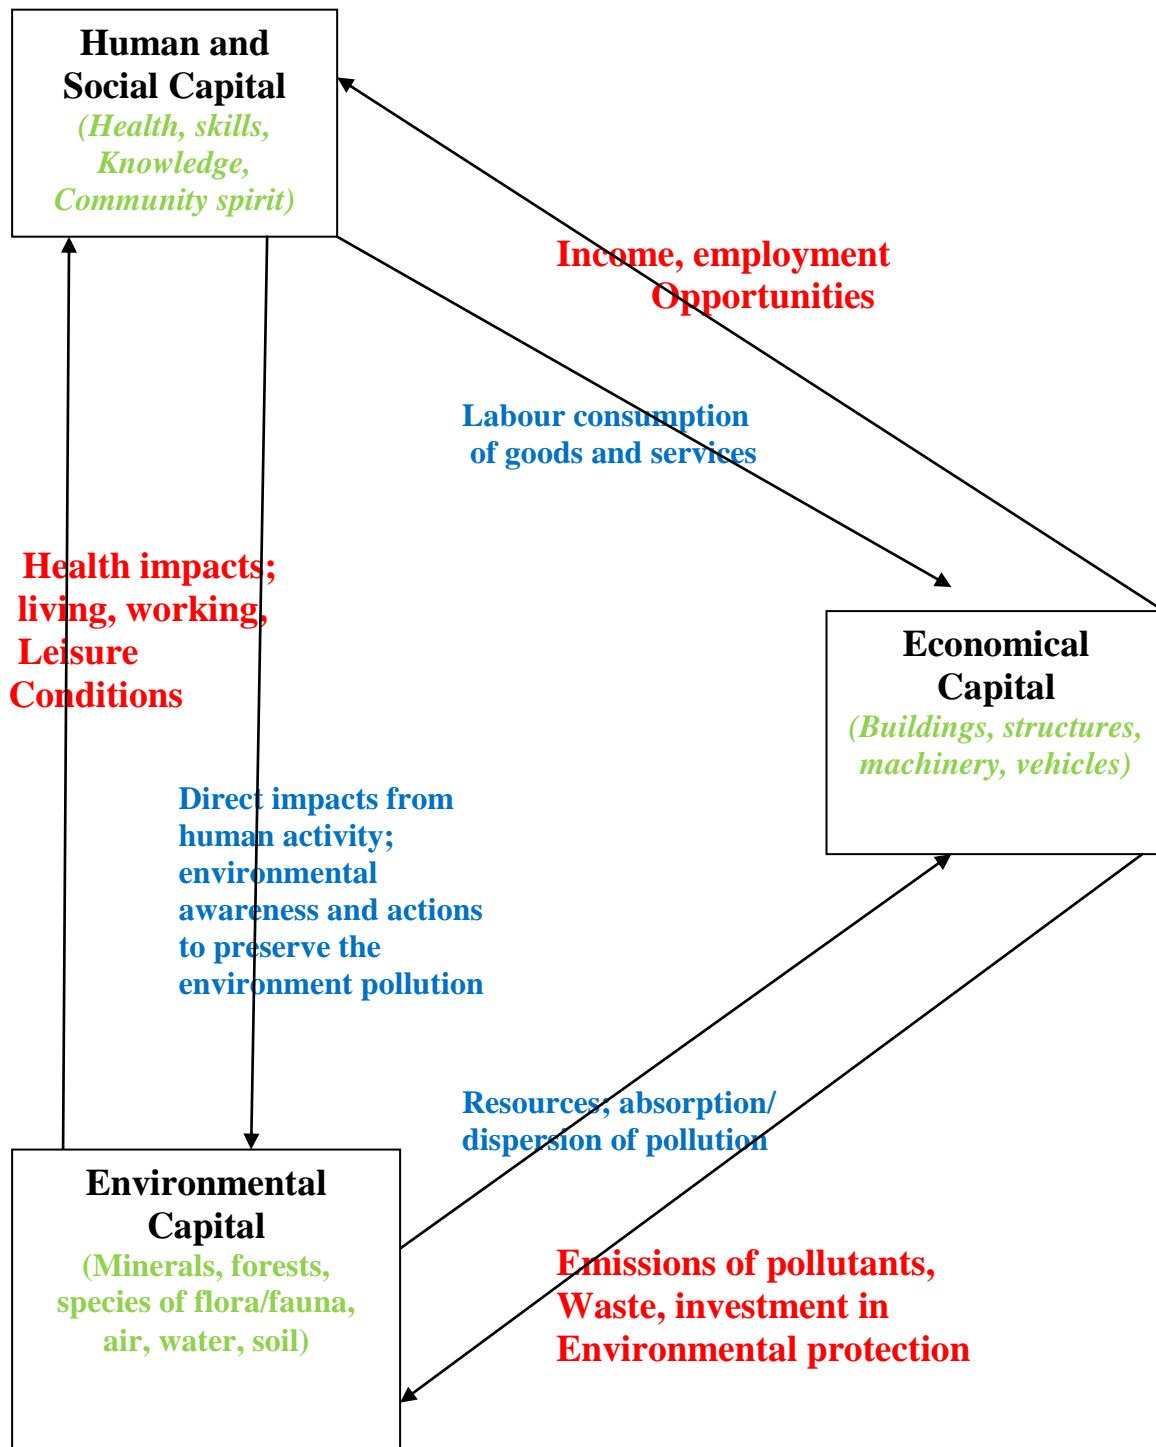 Human and
Social Capital
(Health, skills,
Knowledge,
Community spirit)
Income, employment
Opportunities
Labour consumption
of goods and services
Health impacts;
living, working,
Leisure
Conditions
Economical
Capital
(Buildings, structures,
machinery, vehicles)
Direct impacts from
human activity;
environmental
awareness and actions
to preserve the
environment pollution
Resources; absorption/
dispersion of pollution
Environmental
Capital
(Minerals, forests,
species of flora/fauna,
air, water, soil)
Emissions of pollutants,
Waste, investment in
Environmental protection